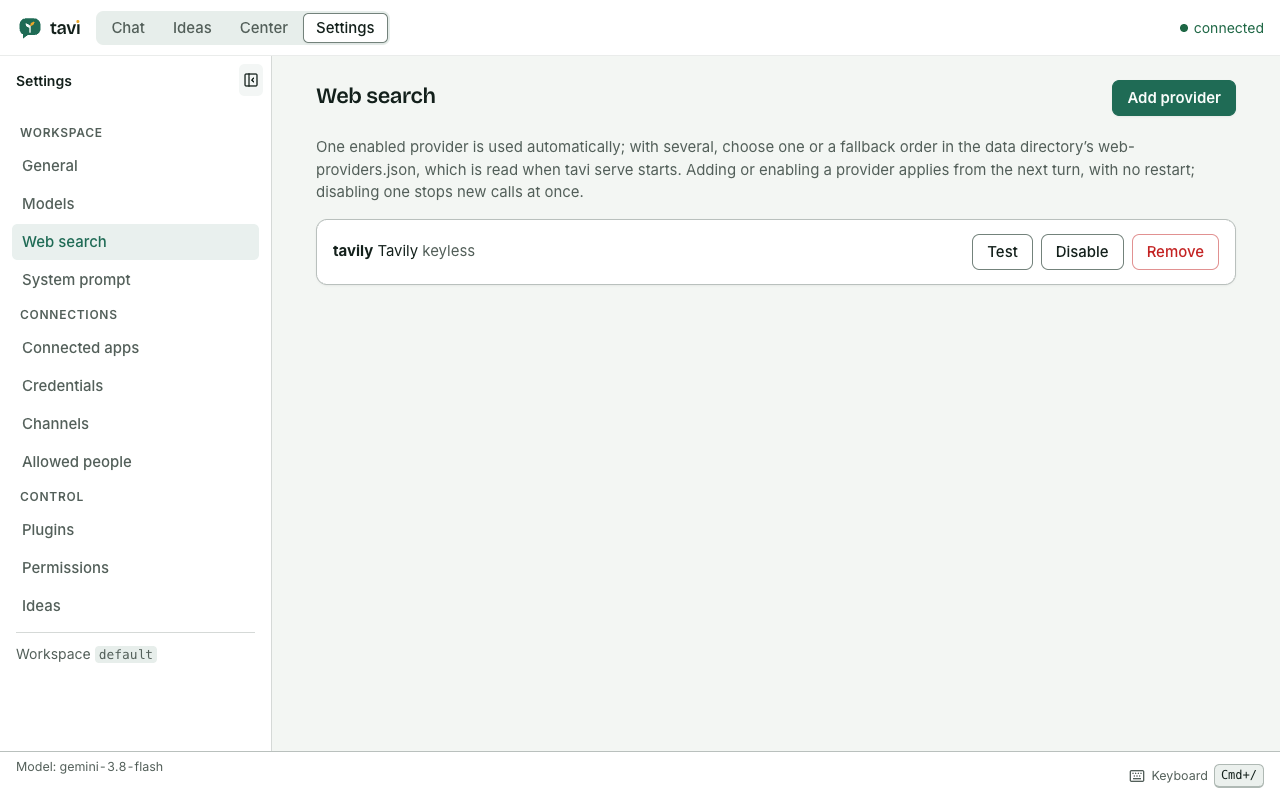 tavi
Chat
Ideas
Center
Settings
connected
Settings
WORKSPACE
General
Models
Web search
System prompt
CONNECTIONS
Connected apps
Credentials
Channels
Allowed people
CONTROL
Plugins
Permissions
Ideas
Workspace default
Web search
Add provider
One enabled provider is used automatically; with several, choose one or a fallback order in the data directory’s web-
providers.json, which is read when tavi serve starts. Adding or enabling a provider applies from the next turn, with no restart;
disabling one stops new calls at once.
tavily Tavily keyless
Test
Disable
Remove
Model: gemini-3.8-flash
Keyboard Cmd+/